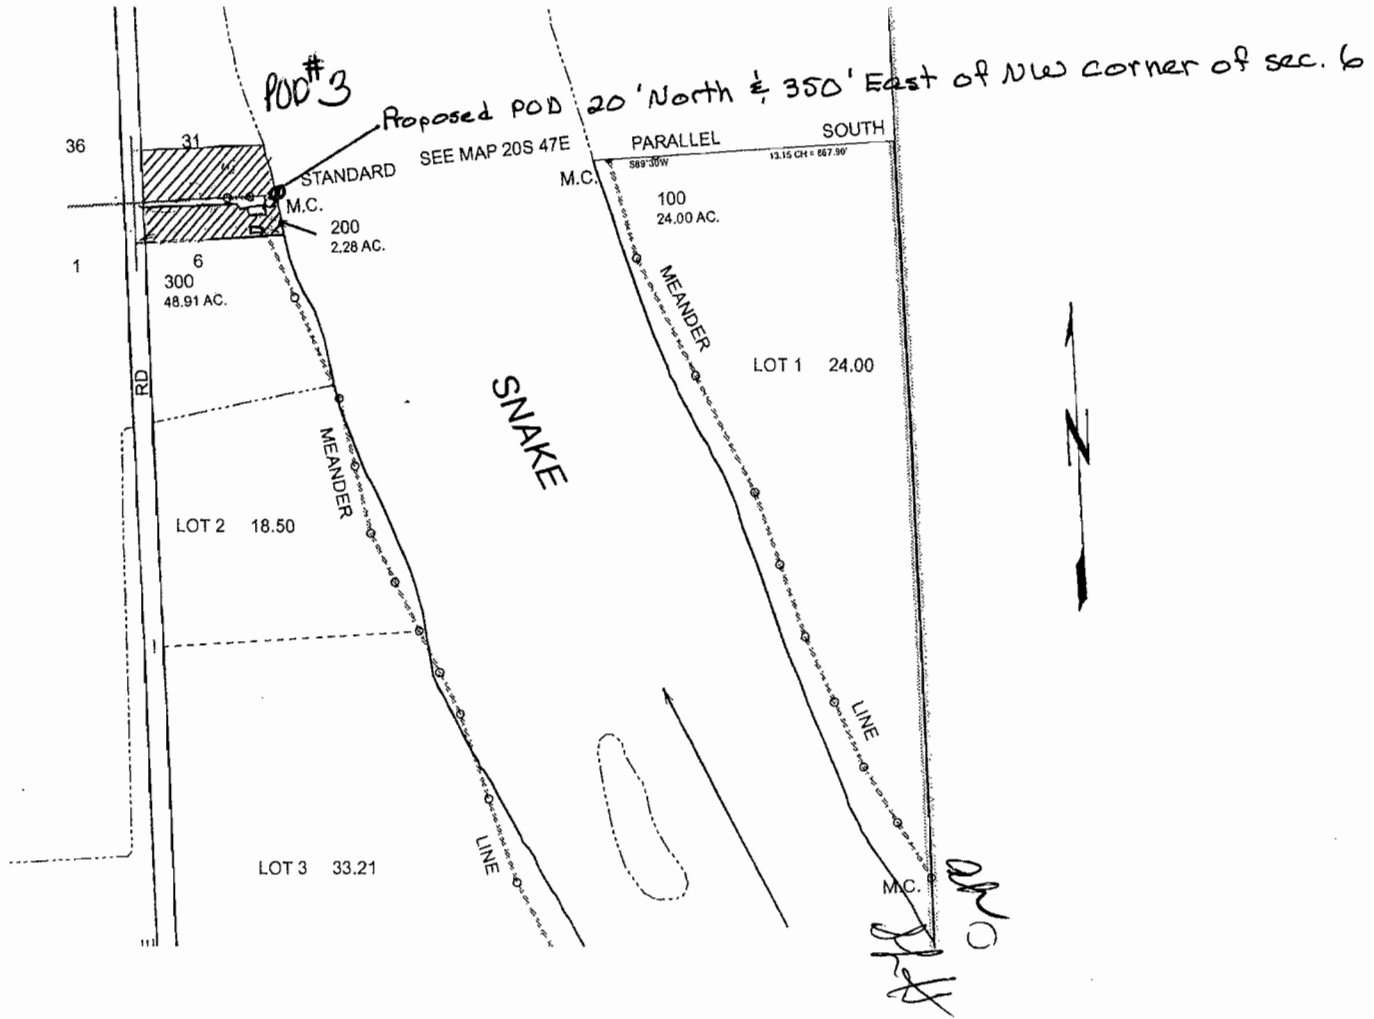 POD #3
Proposed POD 20' North & 350' East of NW corner of sec. 6
36
31
STANDARD
SEE MAP 20S 47E
PARALLEL
SOUTH
S89°30W
13.15 CH = 867.90'
M.C.
M.C.
100
24.00 AC.
200
2.28 AC.
1
6
300
48.91 AC.
MEANDER
LOT 1 24.00
RD
SNAKE
N
MEANDER
LOT 2 18.50
LINE
LOT 3 33.21
LINE
M.C.